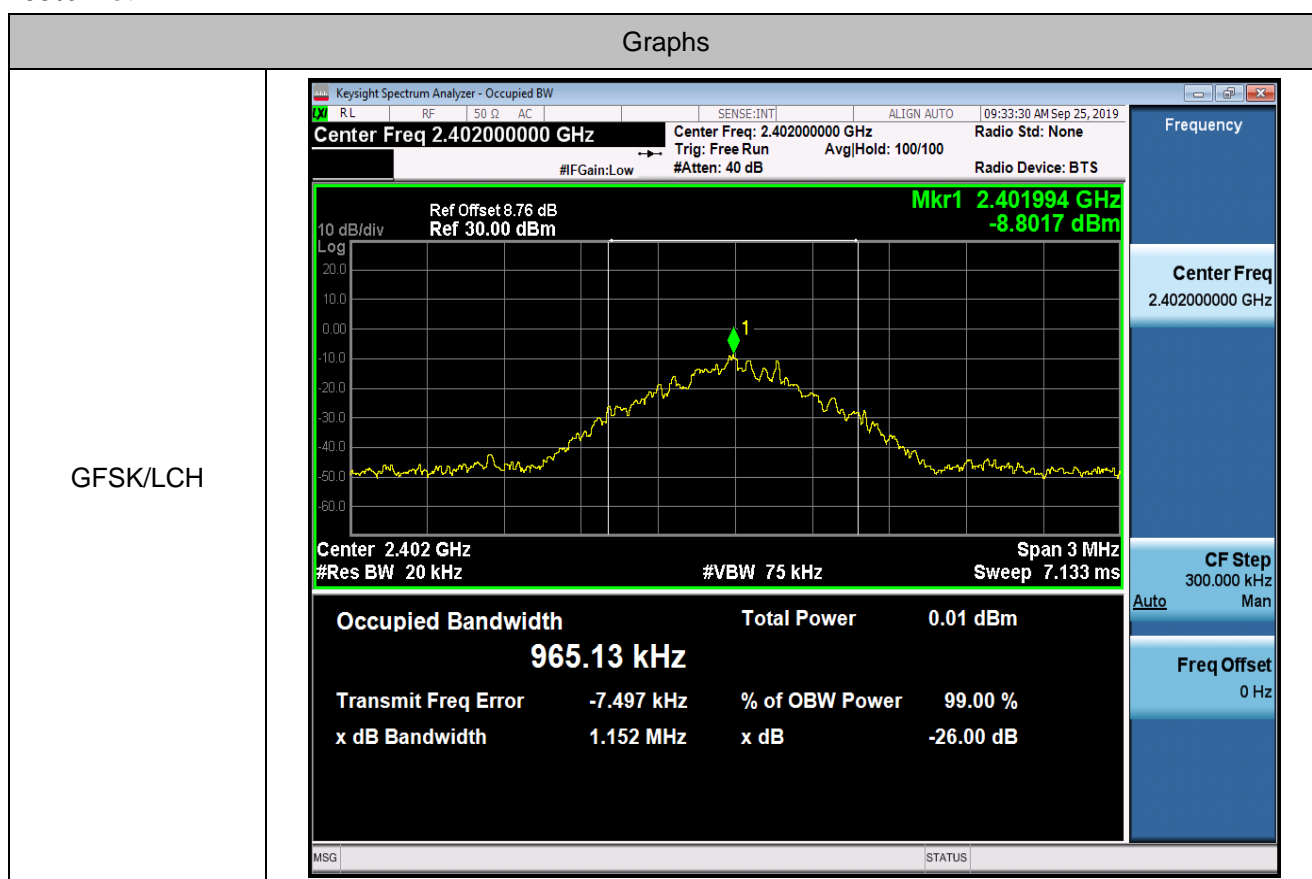 Graphs
GFSK/LCH
Keysight Spectrum Analyzer - Occupied BW
LXI RL RF 50 Ω AC SENSE:INT ALIGN AUTO 09:33:30 AM Sep 25, 2019
Center Freq 2.402000000 GHz
Center Freq: 2.402000000 GHz Radio Std: None
Trig: Free Run Avg|Hold: 100/100
#IFGain:Low #Atten: 40 dB Radio Device: BTS
Mkr1 2.401994 GHz
-8.8017 dBm
Ref Offset 8.76 dB
10 dB/div Ref 30.00 dBm
Log
20.0
10.0
0.00
-10.0
-20.0
-30.0
-40.0
-50.0
-60.0
1
Center 2.402 GHz Span 3 MHz
#Res BW 20 kHz #VBW 75 kHz Sweep 7.133 ms
Occupied Bandwidth Total Power 0.01 dBm
965.13 kHz
Transmit Freq Error -7.497 kHz % of OBW Power 99.00 %
x dB Bandwidth 1.152 MHz x dB -26.00 dB
MSG STATUS
Frequency
Center Freq
2.402000000 GHz
CF Step
300.000 kHz
Auto Man
Freq Offset
0 Hz